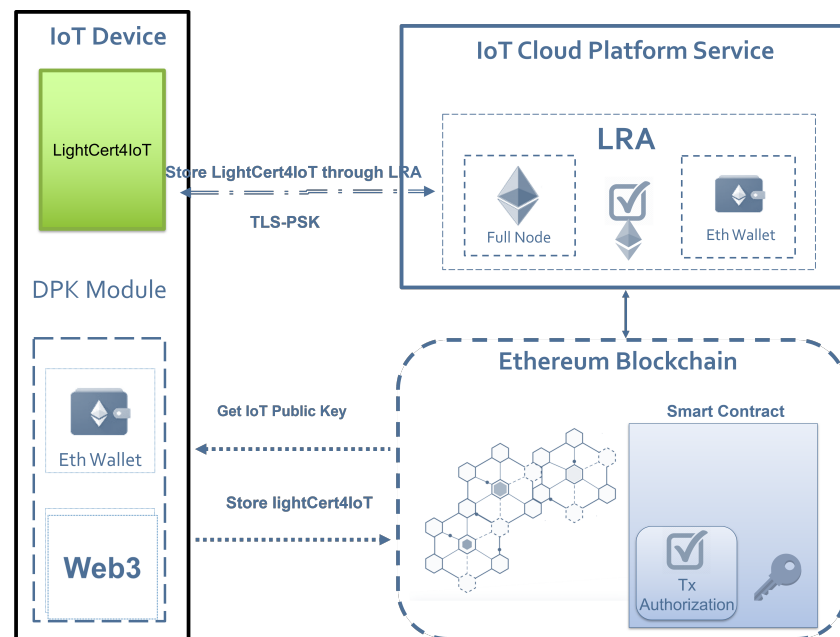 IoT Device
LightCert4IoT
DPK Module
Eth Wallet
Web3
Store LightCert4IoT through LRA
TLS-PSK
Get IoT Public Key
Store lightCert4IoT
IoT Cloud Platform Service
LRA
Full Node
Eth Wallet
Ethereum Blockchain
Smart Contract
Tx
Authorization